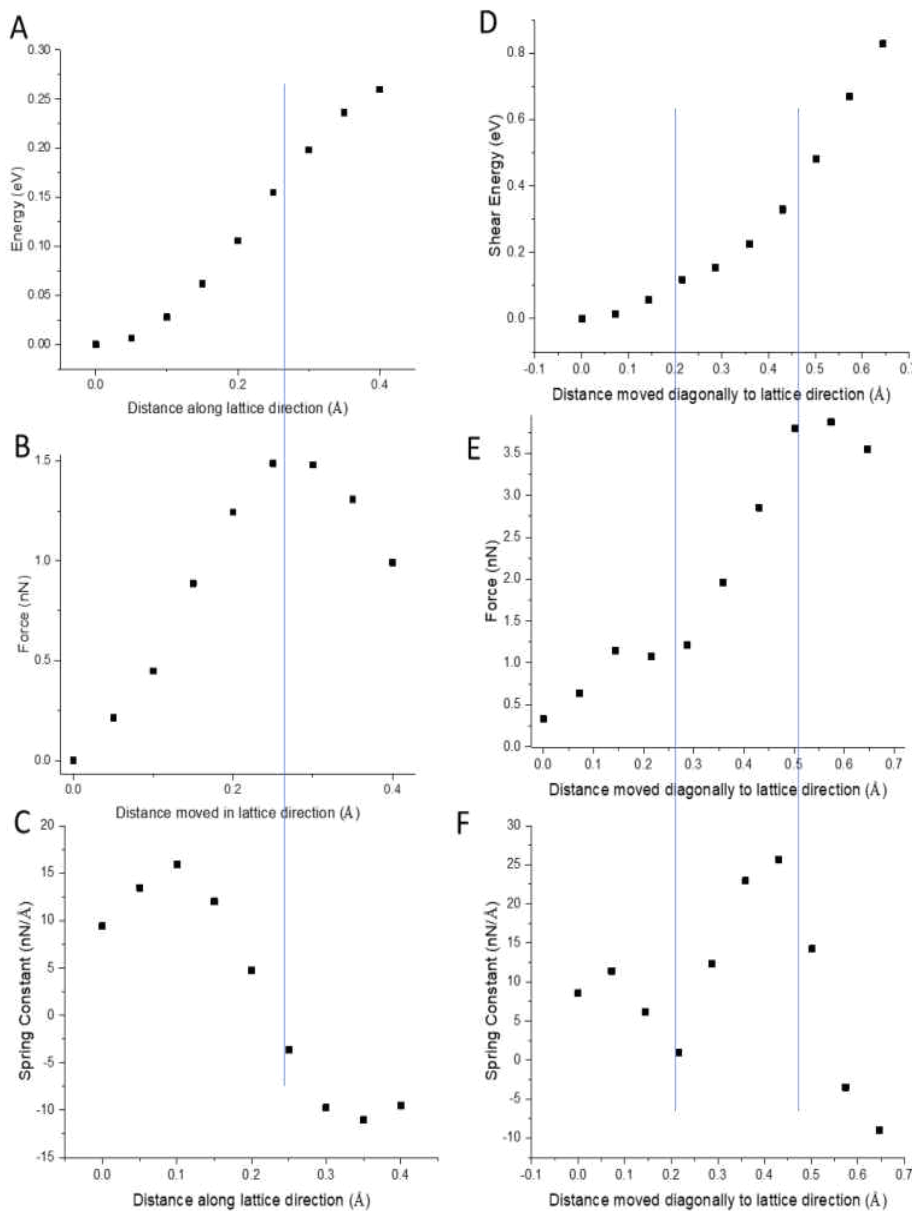 A
0.30
0.25
0.20
0.15
0.10
0.05
0.00
Energy (eV)
0.0 0.2 0.4
Distance along lattice direction (Å)
B
1.5
1.0
0.5
0.0
Force (nN)
0.0 0.2 0.4
Distance moved in lattice direction (Å)
C
20
15
10
5
0
-5
-10
-15
Spring Constant (nN/Å)
0.0 0.1 0.2 0.3 0.4
Distance along lattice direction (Å)
D
0.8
0.6
0.4
0.2
0.0
Shear Energy (eV)
-0.1 0.0 0.1 0.2 0.3 0.4 0.5 0.6 0.7
Distance moved diagonally to lattice direction (Å)
E
3.5
3.0
2.5
2.0
1.5
1.0
0.5
0.0
Force (nN)
0.0 0.1 0.2 0.3 0.4 0.5 0.6 0.7
Distance moved diagonally to lattice direction (Å)
F
30
25
20
15
10
5
0
-5
-10
Spring Constant (nN/Å)
-0.1 0.0 0.1 0.2 0.3 0.4 0.5 0.6 0.7
Distance moved diagonally to lattice direction (Å)